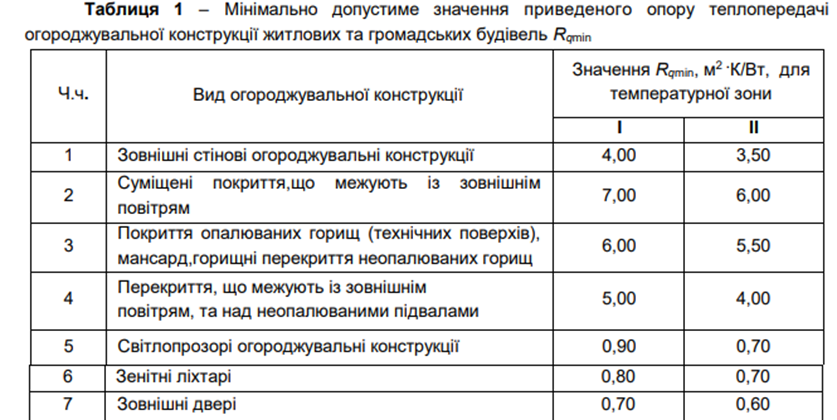 Таблиця 1 – Мінімально допустиме значення приведеного опору теплопередачі
огороджувальної конструкції житлових та громадських будівель Rqmin
Ч.ч. Вид огороджувальної конструкції Значення Rqmin, м² ·К/Вт, для
температурної зони
I II
1 Зовнішні стінові огороджувальні конструкції 4,00 3,50
2 Суміщені покриття,що межують із зовнішнім
повітрям 7,00 6,00
3 Покриття опалюваних горищ (технічних поверхів),
мансард,горищні перекриття неопалюваних горищ 6,00 5,50
4 Перекриття, що межують із зовнішнім
повітрям, та над неопалюваними підвалами 5,00 4,00
5 Світлопрозорі огороджувальні конструкції 0,90 0,70
6 Зенітні ліхтарі 0,80 0,70
7 Зовнішні двері 0,70 0,60